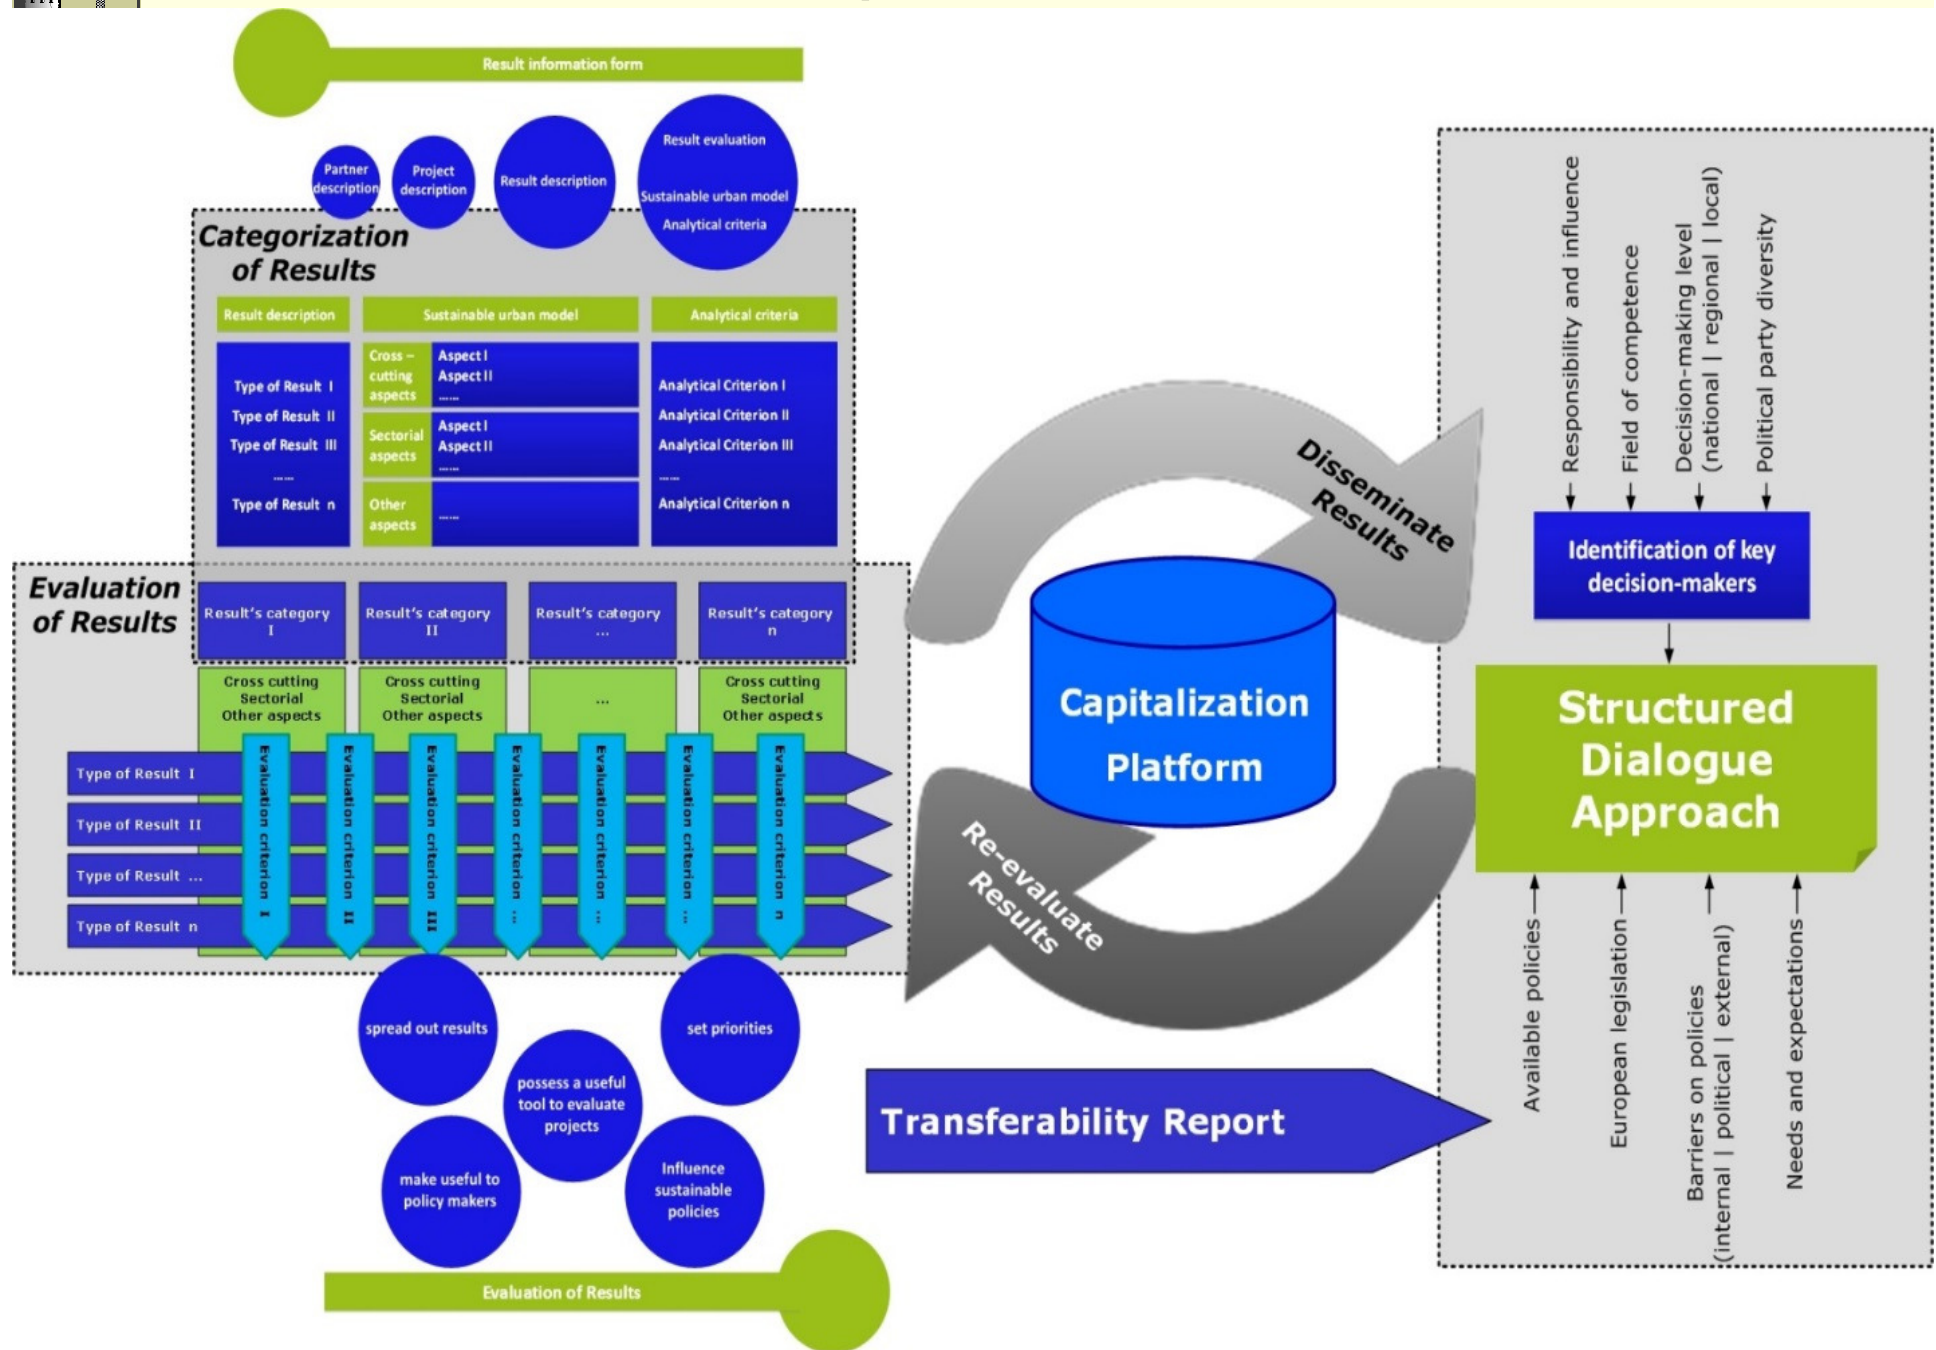 Result information form
Partner
description
Project
description
Result description
Result evaluation
Sustainable urban model
Analytical criteria
Categorization
of Results
Result description
Sustainable urban model
Analytical criteria
Type of Result I
Type of Result II
Type of Result III
......
Type of Result n
Cross –
cutting
aspects
Aspect I
Aspect II
......
Sectorial
aspects
Aspect I
Aspect II
......
Other
aspects
......
Analytical Criterion I
Analytical Criterion II
Analytical Criterion III
......
Analytical Criterion n
Evaluation
of Results
Result's category
I
Result's category
II
Result's category
...
Result's category
n
Cross cutting
Sectorial
Other aspects
Cross cutting
Sectorial
Other aspects
...
Cross cutting
Sectorial
Other aspects
Type of Result I
Type of Result II
Type of Result ...
Type of Result n
Evaluation criterion I
Evaluation criterion II
Evaluation criterion III
Evaluation criterion ...
Evaluation criterion ...
Evaluation criterion ...
Evaluation criterion n
spread out results
set priorities
possess a useful
tool to evaluate
projects
make useful to
policy makers
Influence
sustainable
policies
Evaluation of Results
Disseminate
Results
Capitalization
Platform
Re-evaluate
Results
Transferability Report
Responsibility and influence
Field of competence
Decision-making level
(national | regional | local)
Political party diversity
Identification of key
decision-makers
Structured
Dialogue
Approach
Available policies
European legislation
Barriers on policies
(internal | political | external)
Needs and expectations